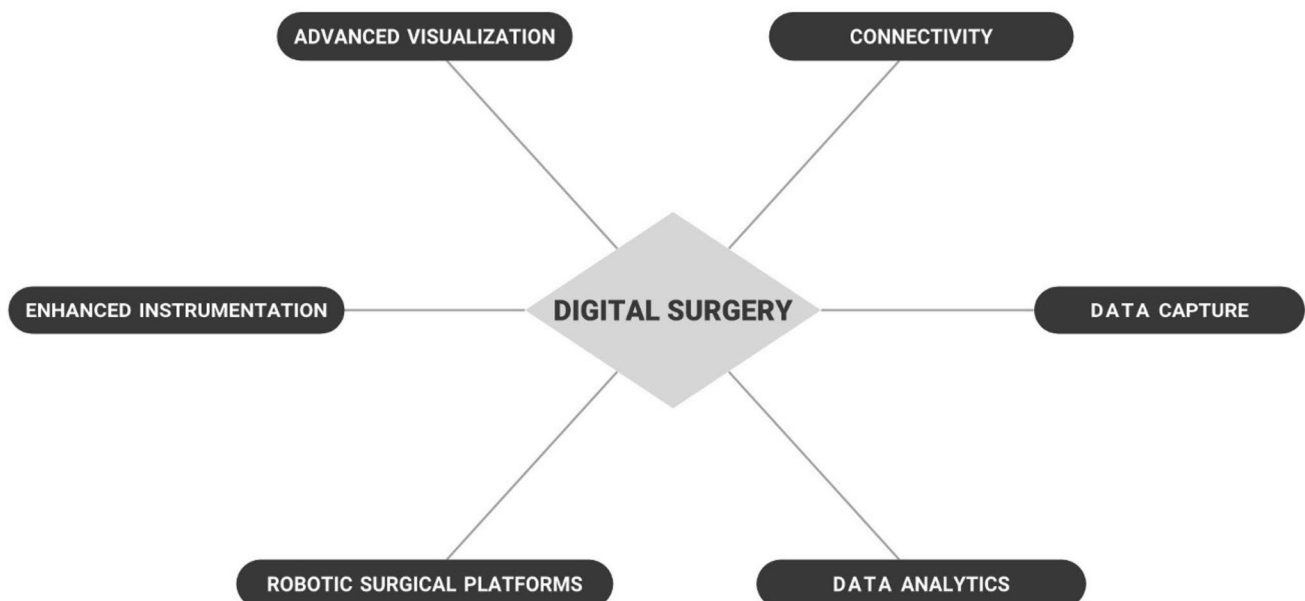 ADVANCED VISUALIZATION
CONNECTIVITY
ENHANCED INSTRUMENTATION
DIGITAL SURGERY
DATA CAPTURE
ROBOTIC SURGICAL PLATFORMS
DATA ANALYTICS